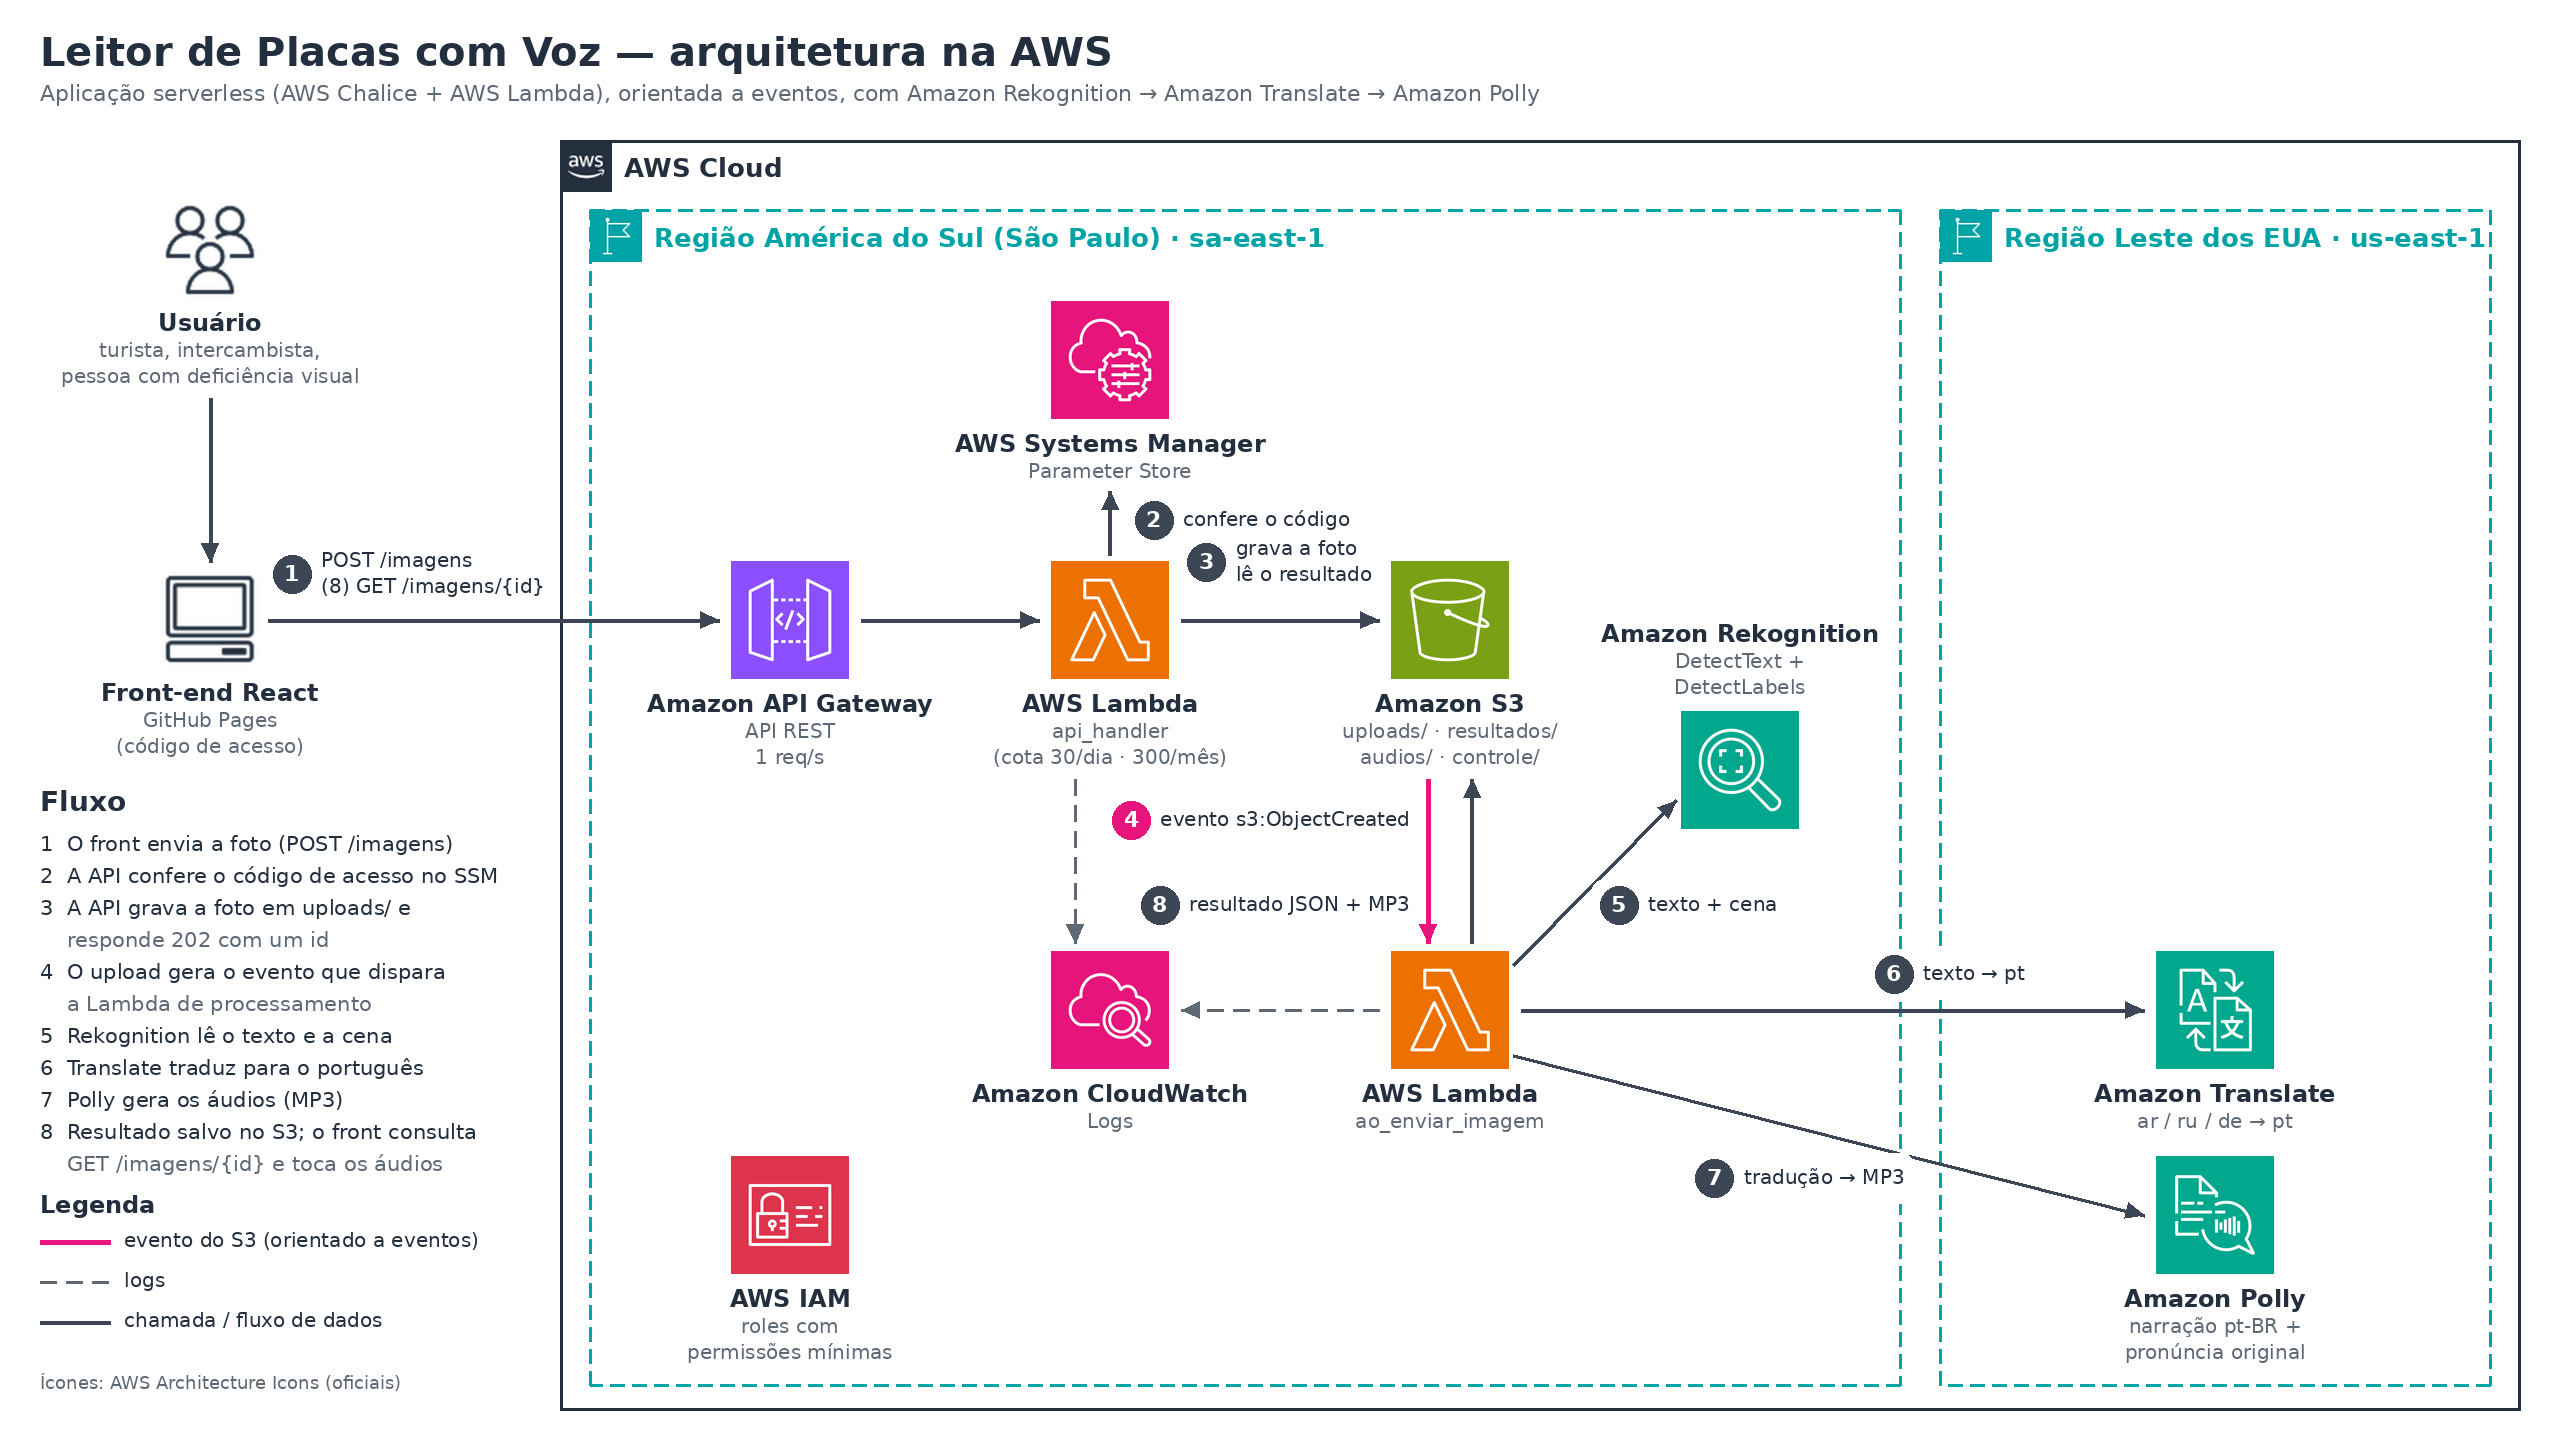 Leitor de Placas com Voz — arquitetura na AWS
Aplicação serverless (AWS Chalice + AWS Lambda), orientada a eventos, com Amazon Rekognition → Amazon Translate → Amazon Polly
aws
AWS Cloud
Região América do Sul (São Paulo) · sa-east-1
Região Leste dos EUA · us-east-1
Usuário
turista, intercambista,
pessoa com deficiência visual
AWS Systems Manager
Parameter Store
2 confere o código
3 grava a foto
lê o resultado
1 POST /imagens
(8) GET /imagens/{id}
Front-end React
GitHub Pages
(código de acesso)
Amazon API Gateway
API REST
1 req/s
AWS Lambda
api_handler
(cota 30/dia · 300/mês)
Amazon S3
uploads/ · resultados/
audios/ · controle/
Amazon Rekognition
DetectText +
DetectLabels
4 evento s3:ObjectCreated
8 resultado JSON + MP3
5 texto + cena
6 texto → pt
Amazon CloudWatch
Logs
AWS Lambda
ao_enviar_imagem
A
文
Amazon Translate
ar / ru / de → pt
7 tradução → MP3
AWS IAM
roles com
permissões mínimas
Amazon Polly
narração pt-BR +
pronúncia original
Fluxo
1 O front envia a foto (POST /imagens)
2 A API confere o código de acesso no SSM
3 A API grava a foto em uploads/ e
responde 202 com um id
4 O upload gera o evento que dispara
a Lambda de processamento
5 Rekognition lê o texto e a cena
6 Translate traduz para o português
7 Polly gera os áudios (MP3)
8 Resultado salvo no S3; o front consulta
GET /imagens/{id} e toca os áudios
Legenda
evento do S3 (orientado a eventos)
logs
chamada / fluxo de dados
Ícones: AWS Architecture Icons (oficiais)